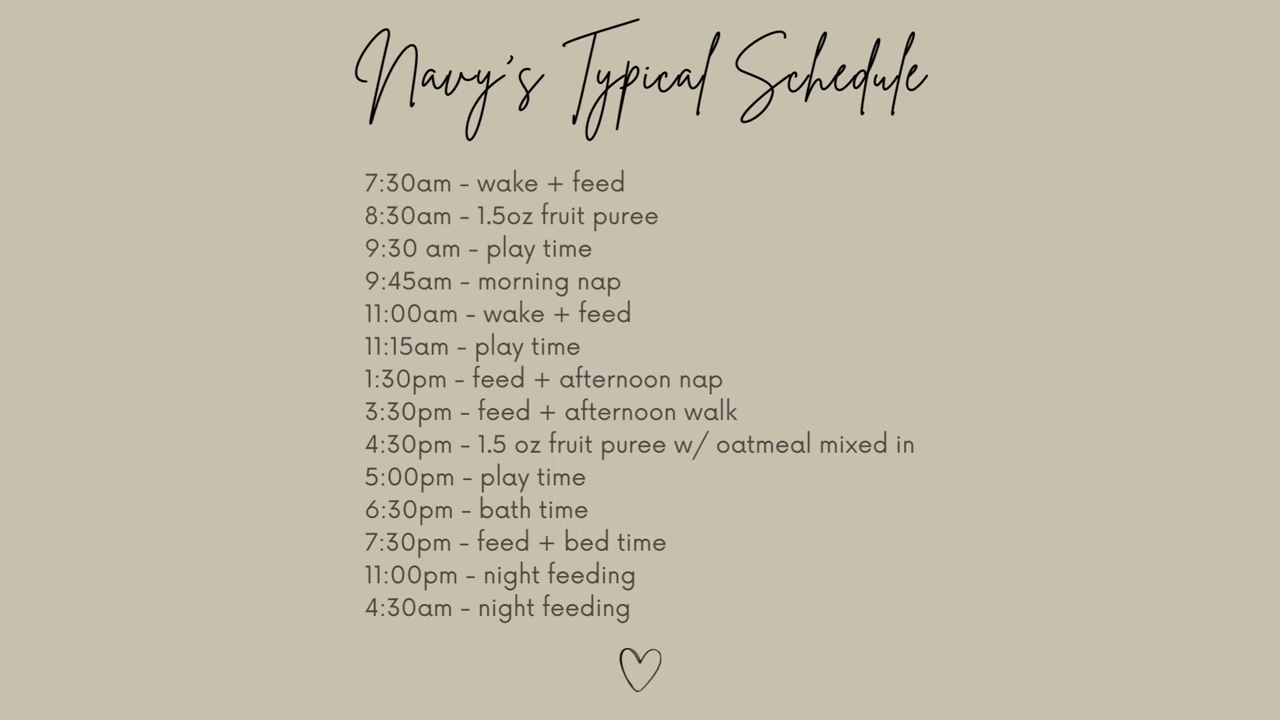 Navy's Typical Schedule
7:30am - wake + feed
8:30am - 1.5oz fruit puree
9:30 am - play time
9:45am - morning nap
11:00am - wake + feed
11:15am - play time
1:30pm - feed + afternoon nap
3:30pm - feed + afternoon walk
4:30pm - 1.5 oz fruit puree w/ oatmeal mixed in
5:00pm - play time
6:30pm - bath time
7:30pm - feed + bed time
11:00pm - night feeding
4:30am - night feeding